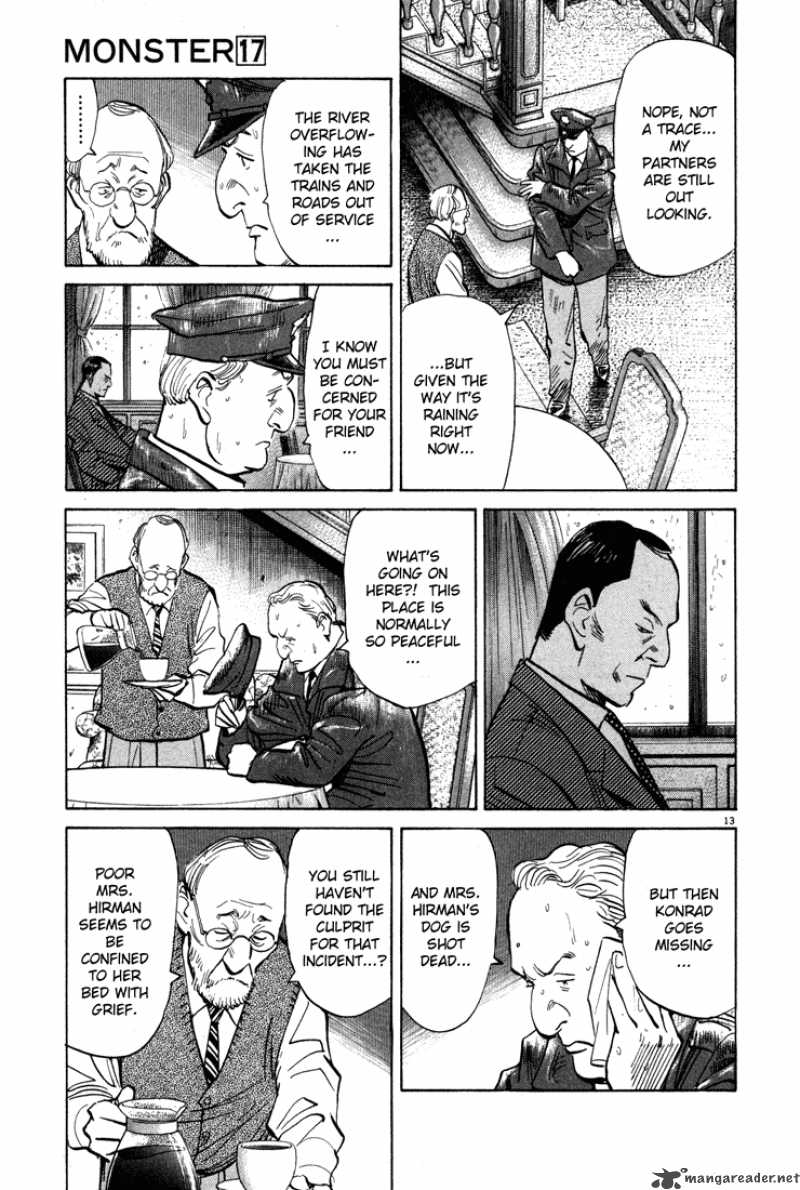 MONSTER17
NOPE, NOT
A TRACE...
MY
PARTNERS
ARE STILL
OUT
LOOKING.
...BUT
GIVEN THE
WAY IT'S
RAINING
RIGHT
NOW...
THE RIVER
OVERFLOW-
ING HAS
TAKEN THE
TRAINS AND
ROADS OUT
OF SERVICE
...
........
I KNOW
YOU MUST
BE CON-
CERNED
FOR YOUR
FRIEND
...
WHAT'S
GOING ON
HERE?! THIS
PLACE IS
NORMALLY
SO PEACEFUL
...
13
BUT THEN
KONRAD
GOES
MISSING
...
AND MRS.
HIRMAN'S
DOG IS
SHOT
DEAD...
YOU STILL
HAVEN'T
FOUND THE
CULPRIT
FOR THAT
INCIDENT...?
POOR
MRS.
HIRMAN
SEEMS TO
BE
CONFINED
TO HER
BED WITH
GRIEF.
mangareader.net